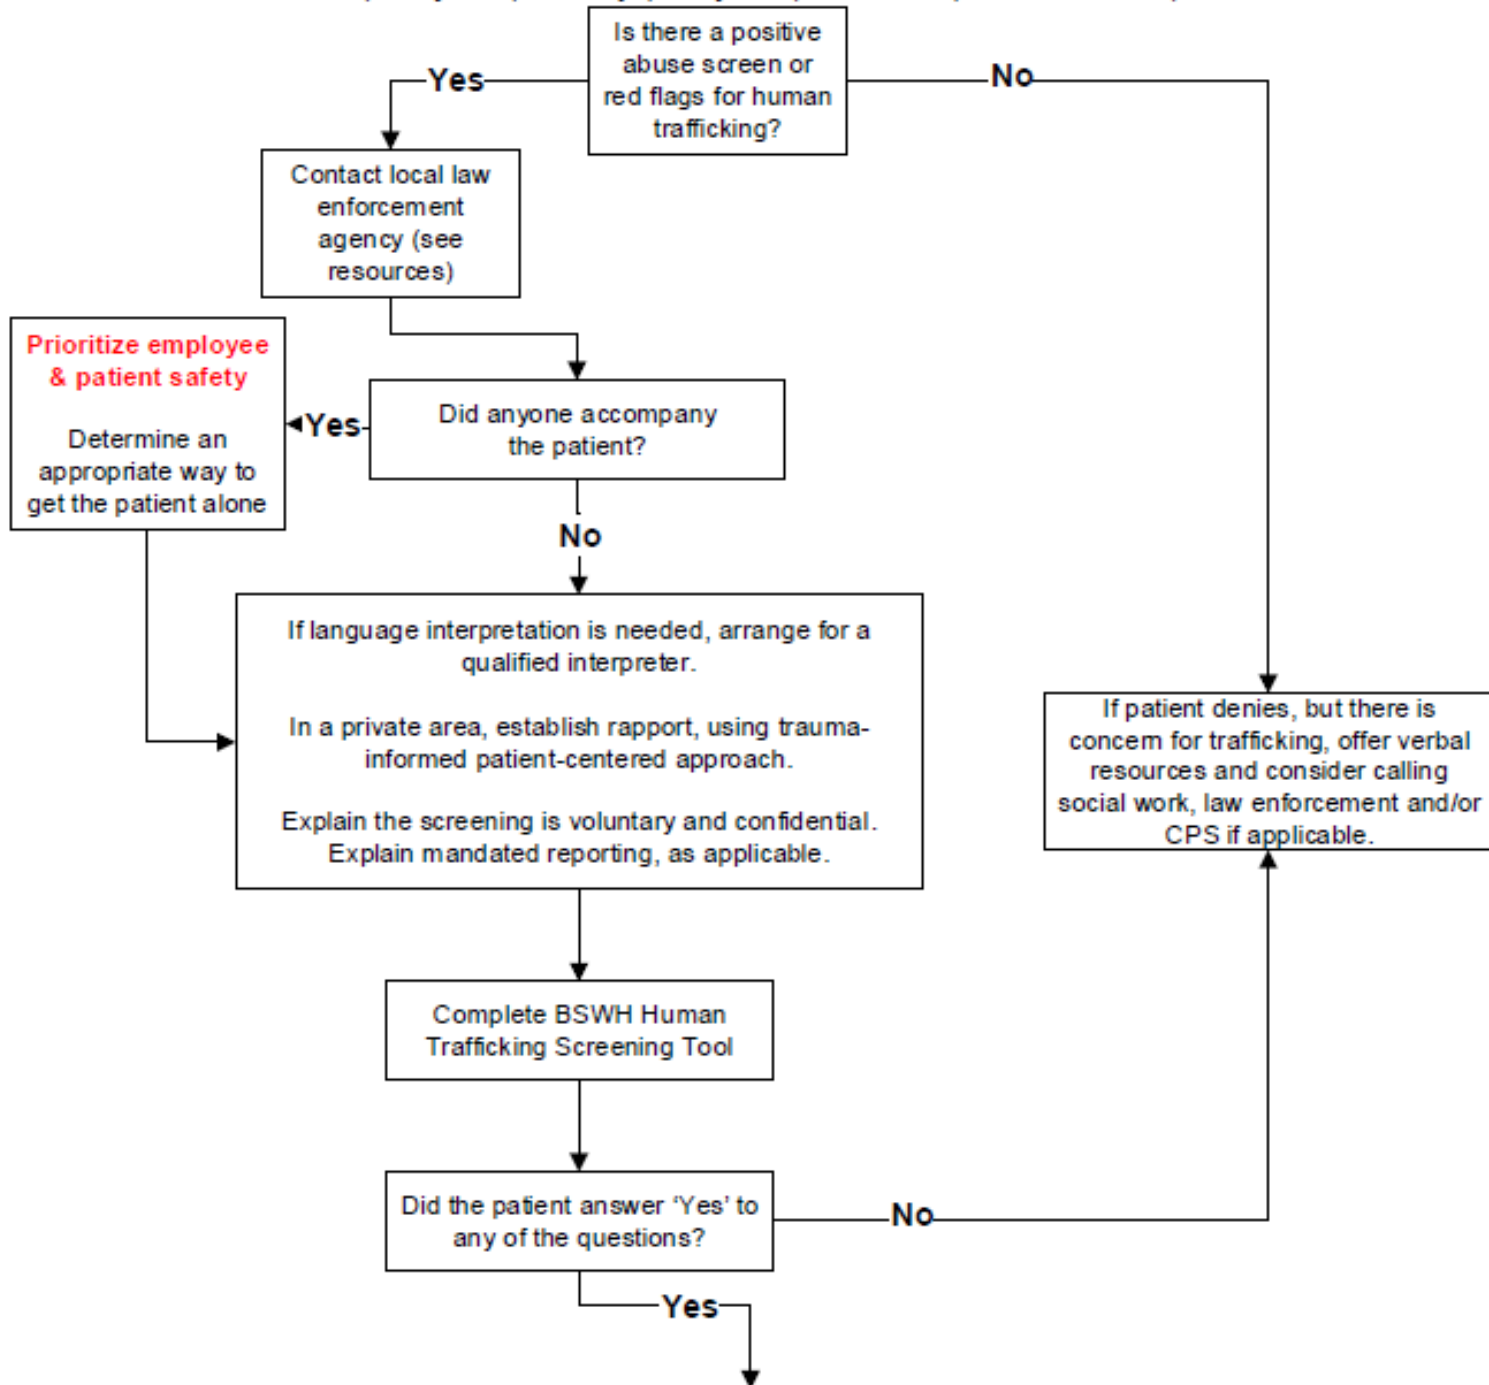 Is there a positive
abuse screen or
red flags for human
trafficking?
Yes
No
Contact local law
enforcement
agency (see
resources)
Prioritize employee
& patient safety
Determine an
appropriate way to
get the patient alone
Yes
Did anyone accompany
the patient?
No
If language interpretation is needed, arrange for a
qualified interpreter.
In a private area, establish rapport, using trauma-
informed patient-centered approach.
Explain the screening is voluntary and confidential.
Explain mandated reporting, as applicable.
If patient denies, but there is
concern for trafficking, offer verbal
resources and consider calling
social work, law enforcement and/or
CPS if applicable.
Complete BSWH Human
Trafficking Screening Tool
Did the patient answer ‘Yes’ to
any of the questions?
No
Yes